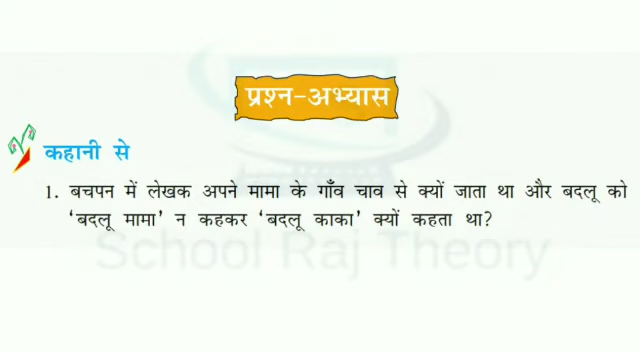 प्रश्न-अभ्यास
कहानी से
1. बचपन में लेखक अपने मामा के गाँव चाव से क्यों जाता था और बदलू को
‘बदलू मामा’ न कहकर ‘बदलू काका’ क्यों कहता था?
School Raj Theory